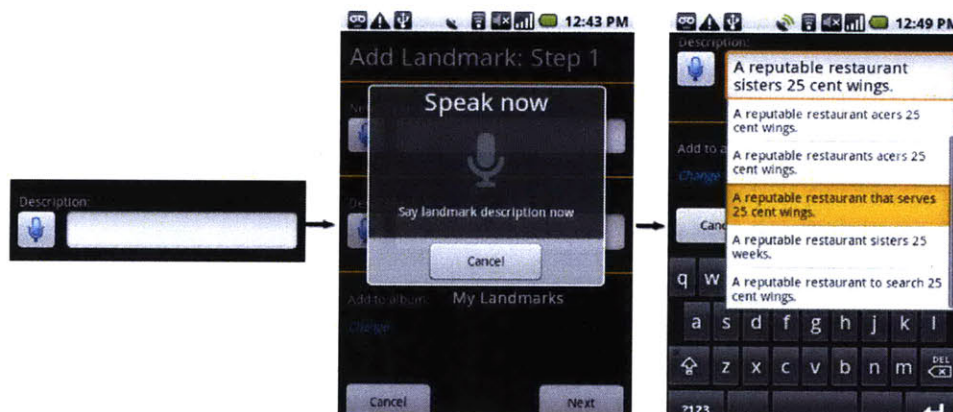 Description:
12:43 PM
Add Landmark: Step 1
Speak now
Say landmark description now
Cancel
Add to album:
My Landmarks
Change
Cancel
Next
12:49 PM
Description:
A reputable restaurant
sisters 25 cent wings.
A reputable restaurant acers 25
cent wings.
A reputable restaurants acers 25
cent wings.
A reputable restaurant that serves
25 cent wings.
A reputable restaurant sisters 25
weeks.
A reputable restaurant to search 25
cent wings.
Add to a
Change
Canc
q w
a s d f g h j k l
z x c v b n m DEL
?123